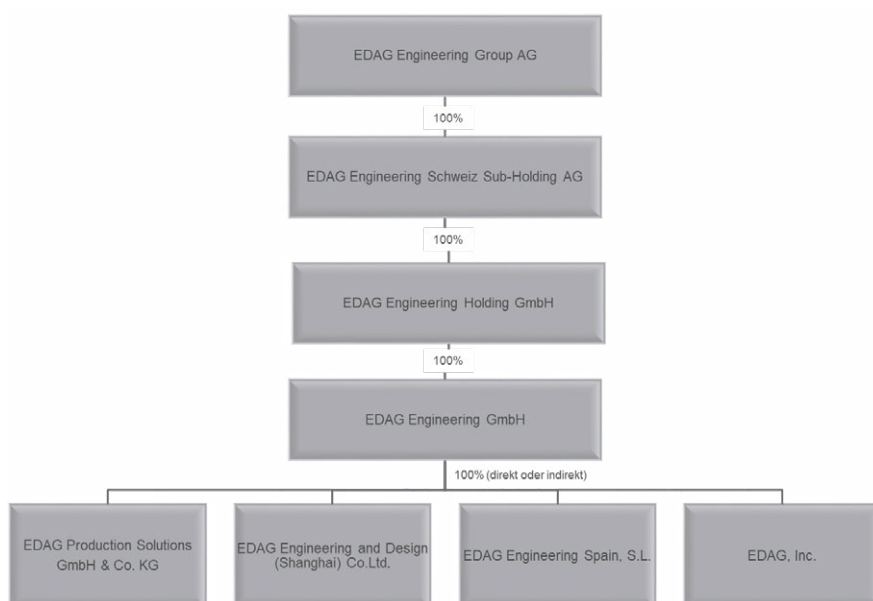 EDAG Engineering Group AG
100%
EDAG Engineering Schweiz Sub-Holding AG
100%
EDAG Engineering Holding GmbH
100%
EDAG Engineering GmbH
100% (direkt oder indirekt)
EDAG Production Solutions
GmbH & Co. KG
EDAG Engineering and Design
(Shanghai) Co.Ltd.
EDAG Engineering Spain, S.L.
EDAG, Inc.